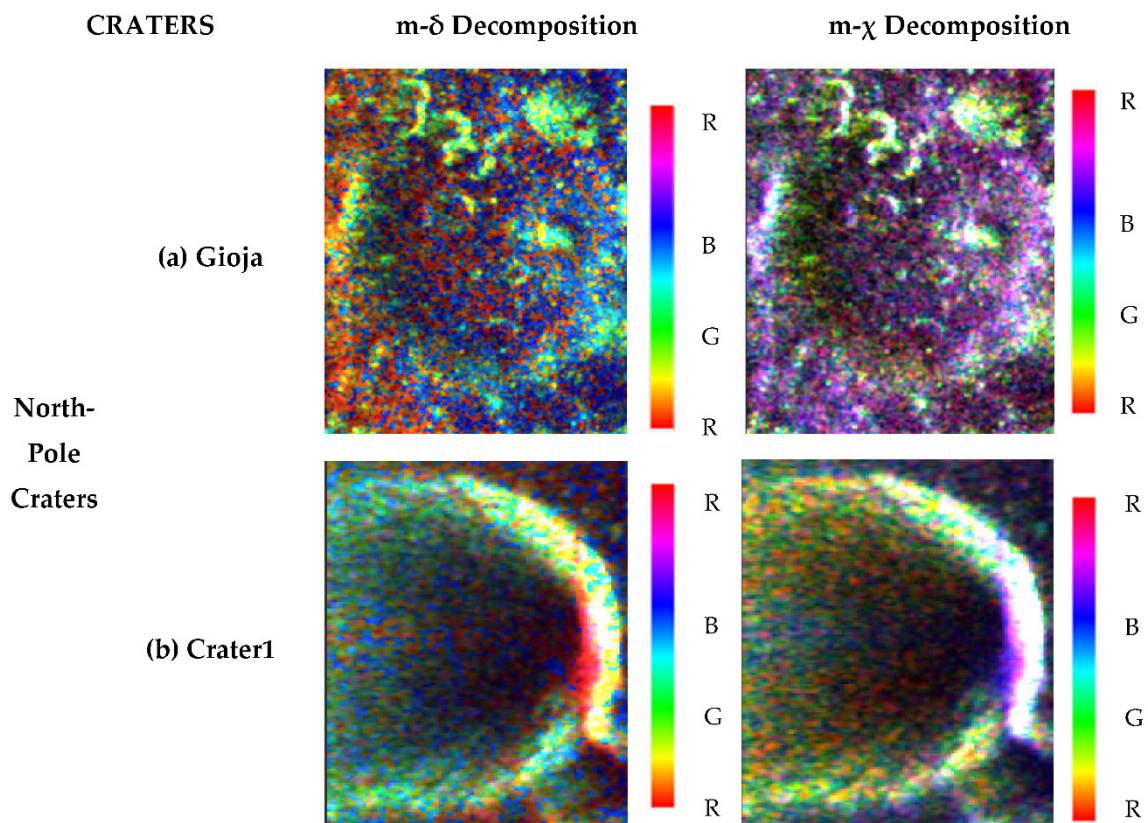 CRATERS
m-δ Decomposition
m-χ Decomposition
R
B
G
R
R
B
G
R
(a) Gioja
North-
Pole
Craters
R
B
G
R
R
B
G
R
(b) Crater1